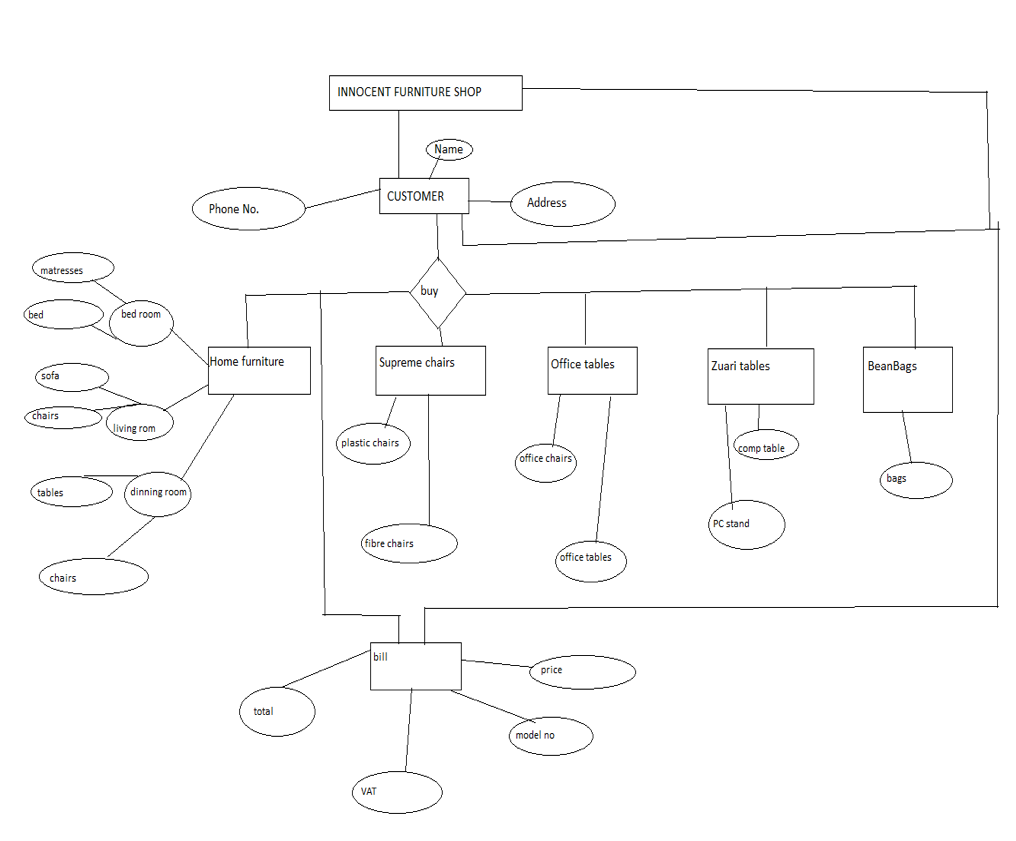 INNOCENT FURNITURE SHOP
Name
CUSTOMER
Phone No.
Address
matresses
bed
bed room
buy
Home furniture
Supreme chairs
Office tables
Zuari tables
BeanBags
sofa
chairs
living rom
plastic chairs
office chairs
comp table
bags
tables
dinning room
PC stand
fibre chairs
office tables
chairs
bill
price
total
model no
VAT